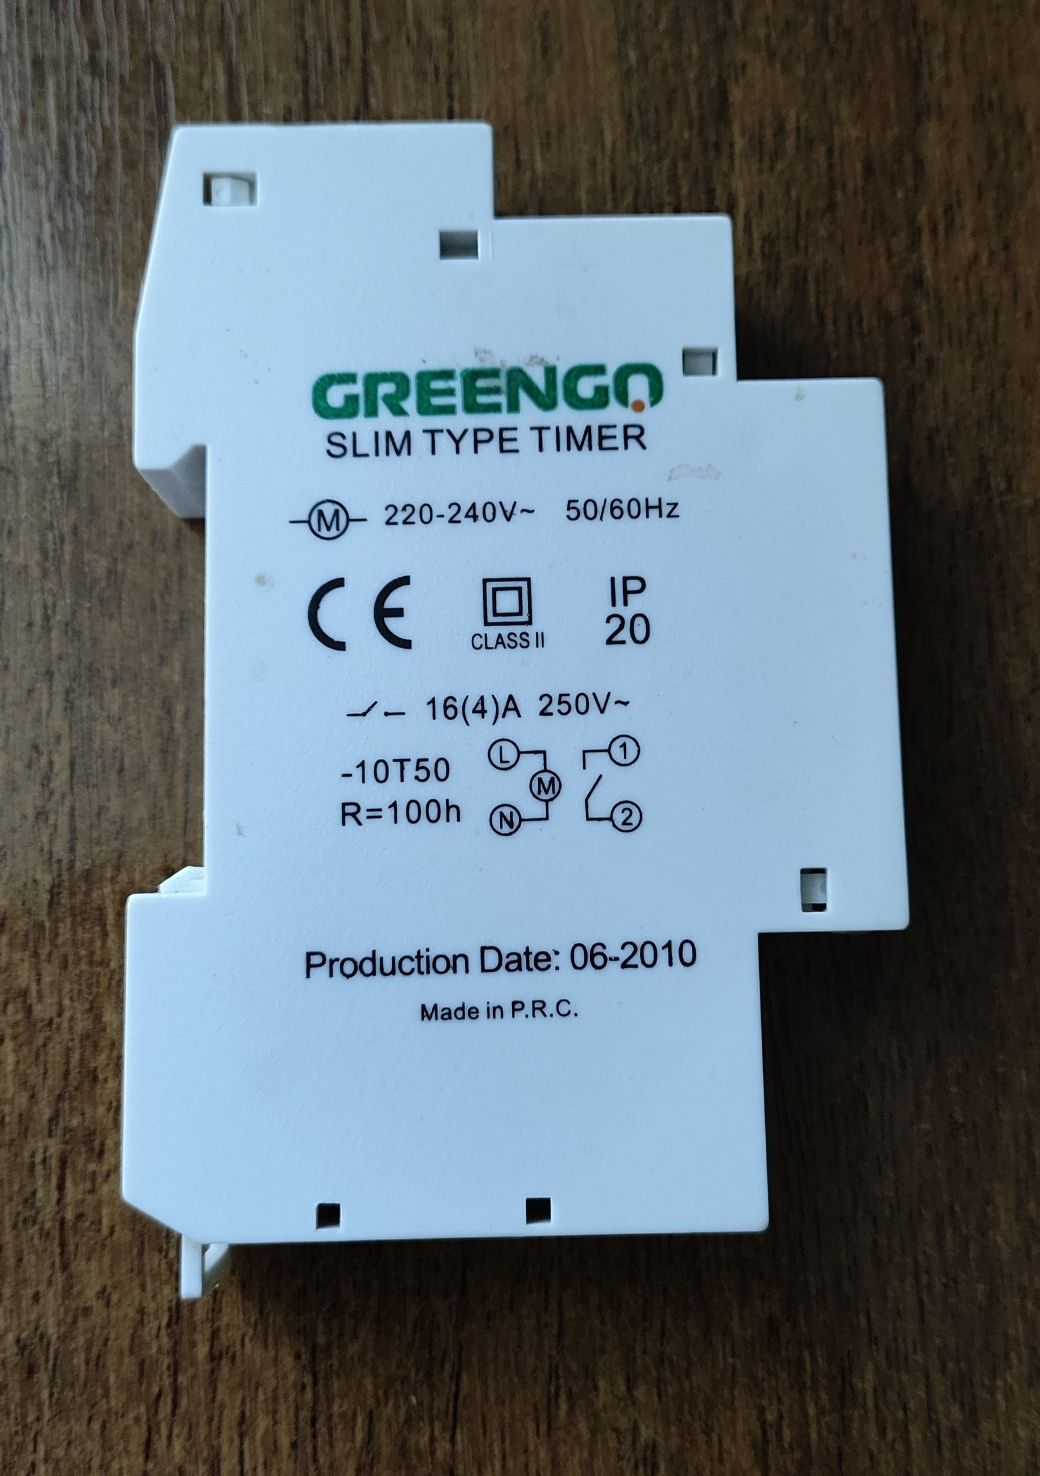 GREENGO
SLIM TYPE TIMER
M 220-240V~ 50/60Hz
CE CLASS II IP 20
16(4)A 250V~
-10T50
R=100h
L M N 1 2
Production Date: 06-2010
Made in P.R.C.